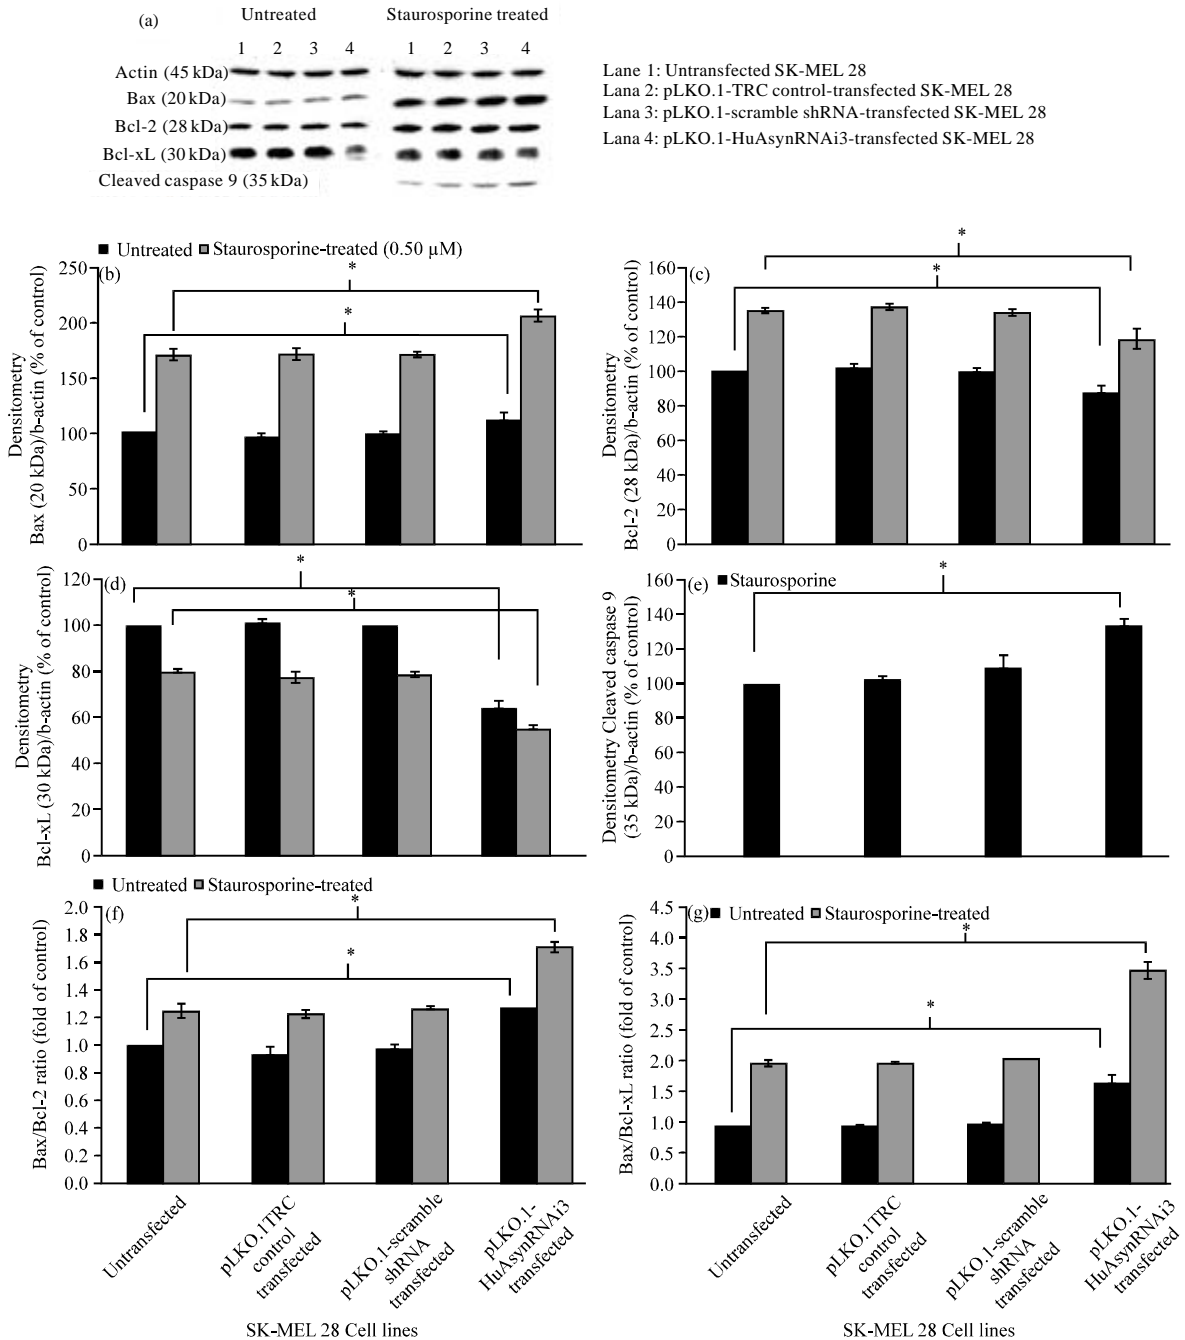 (a)
Untreated
Staurosporine treated
1 2 3 4
1 2 3 4
Actin (45 kDa)
Bax (20 kDa)
Bcl-2 (28 kDa)
Bcl-xL (30 kDa)
Cleaved caspase 9 (35 kDa)
Lane 1: Untransfected SK-MEL 28
Lana 2: pLKO.1-TRC control-transfected SK-MEL 28
Lana 3: pLKO.1-scramble shRNA-transfected SK-MEL 28
Lana 4: pLKO.1-HuAsynRNAi3-transfected SK-MEL 28
Untreated Staurosporine-treated (0.50 µM)
(b)
250
200
150
100
50
0
Densitometry
Bax (20 kDa)/b-actin (% of control)
*
*
(c)
160
140
120
100
80
60
40
20
0
Densitometry
Bcl-2 (28 kDa)/b-actin (% of control)
*
*
(d)
120
100
80
60
40
20
0
Densitometry
Bcl-xL (30 kDa)/b-actin (% of control)
*
*
(e)
Staurosporine
160
140
120
100
80
60
40
20
0
Densitometry Cleaved caspase 9
(35 kDa)/b-actin (% of control)
*
Untreated Staurosporine-treated
(f)
2.0
1.8
1.6
1.4
1.2
1.0
0.8
0.6
0.4
0.2
0.0
Bax/Bcl-2 ratio (fold of control)
*
*
Untransfected
pLKO.1TRC
control
transfected
pLKO.1-scramble
shRNA
transfected
pLKO.1-
HuAsynRNAi3
transfected
SK-MEL 28 Cell lines
(g)
Untreated Staurosporine-treated
4.5
4.0
3.5
3.0
2.5
2.0
1.5
1.0
0.5
0.0
Bax/Bcl-xL ratio (fold of control)
*
*
Untransfected
pLKO.1TRC
control
transfected
pLKO.1-scramble
shRNA
transfected
pLKO.1-
HuAsynRNAi3
transfected
SK-MEL 28 Cell lines